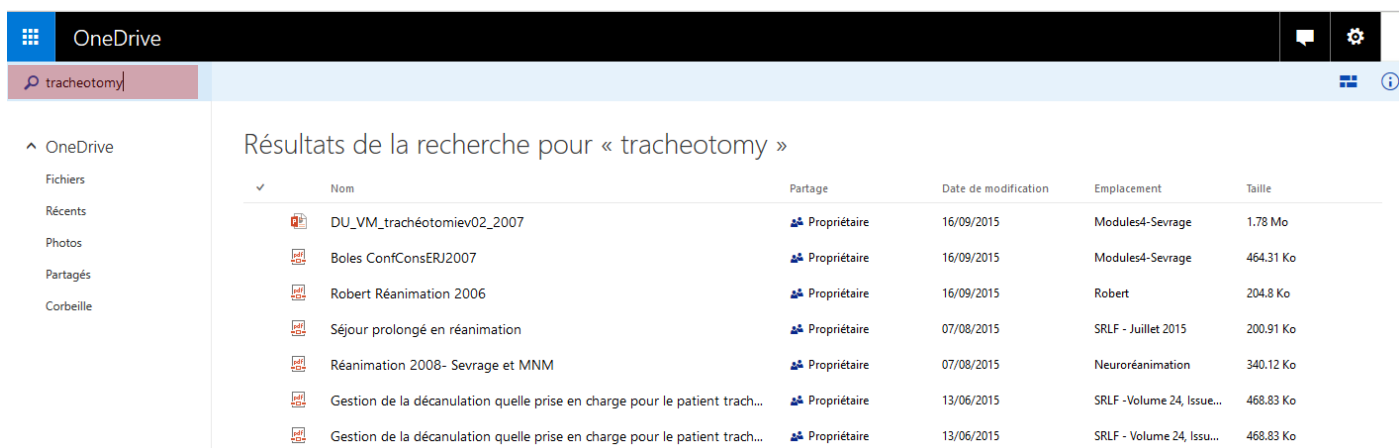 OneDrive
tracheotomy
OneDrive
Fichiers
Récents
Photos
Partagés
Corbeille
Résultats de la recherche pour « tracheotomy »
Nom Partage Date de modification Emplacement Taille
DU_VM_trachéotomiev02_2007 Propriétaire 16/09/2015 Modules4-Sevrage 1.78 Mo
Boles ConfConsERJ2007 Propriétaire 16/09/2015 Modules4-Sevrage 464.31 Ko
Robert Réanimation 2006 Propriétaire 16/09/2015 Robert 204.8 Ko
Séjour prolongé en réanimation Propriétaire 07/08/2015 SRLF - Juillet 2015 200.91 Ko
Réanimation 2008- Sevrage et MNM Propriétaire 07/08/2015 Neuroréanimation 340.12 Ko
Gestion de la décanulation quelle prise en charge pour le patient trach... Propriétaire 13/06/2015 SRLF -Volume 24, Issue... 468.83 Ko
Gestion de la décanulation quelle prise en charge pour le patient trach... Propriétaire 13/06/2015 SRLF - Volume 24, Issu... 468.83 Ko